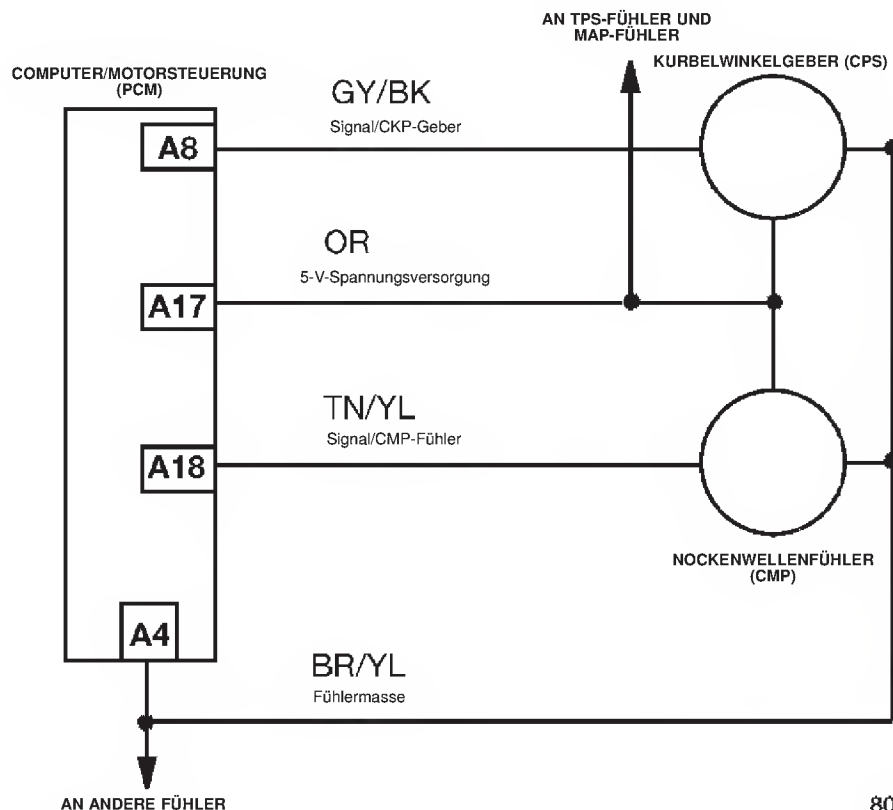 AN TPS-FÜHLER UND
MAP-FÜHLER
KURBELWINKELGEBER (CPS)
COMPUTER/MOTORSTEUERUNG
(PCM)
GY/BK
Signal/CKP-Geber
A8
OR
5-V-Spannungsversorgung
A17
TN/YL
Signal/CMP-Fühler
A18
NOCKENWELLENFÜHLER
(CMP)
A4
BR/YL
Fühlermasse
AN ANDERE FÜHLER
80